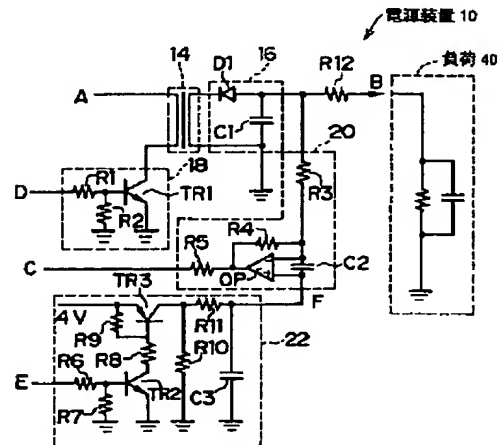 電源装置 10
負荷 40
14
D1
16
R12
B
A
C1
20
R3
18
D
R1
TR1
R2
R4
R5
C
OP
C2
TR3
F
4V
R11
22
R9
R8
R10
E
R6
TR2
C3
R7